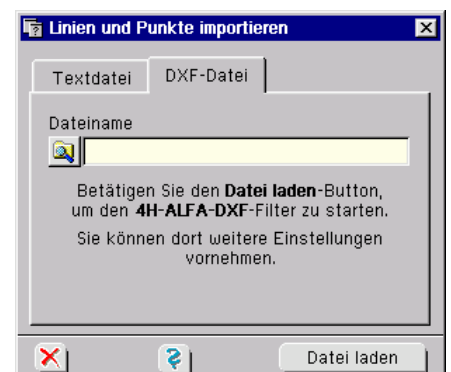 Linien und Punkte importieren
Textdatei
DXF-Datei
Dateiname
Betätigen Sie den Datei laden-Button,
um den 4H-ALFA-DXF-Filter zu starten.
Sie können dort weitere Einstellungen
vornehmen.
Datei laden